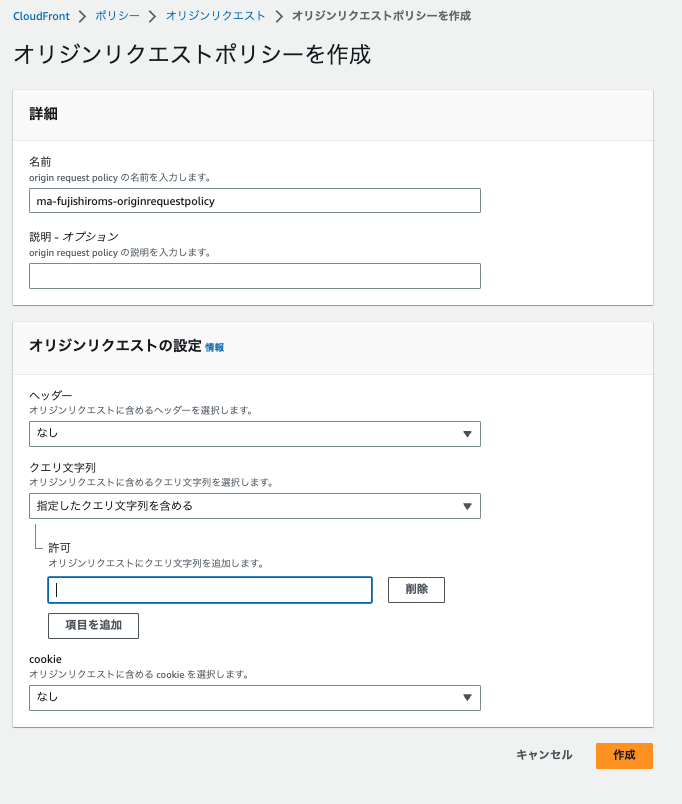 CloudFront > ポリシー > オリジンリクエスト > オリジンリクエストポリシーを作成
オリジンリクエストポリシーを作成
詳細
名前
origin request policy の名前を入力します。
ma-fujishiroms-originrequestpolicy
説明 - オプション
origin request policy の説明を入力します。
オリジンリクエストの設定 情報
ヘッダー
オリジンリクエストに含めるヘッダーを選択します。
なし
クエリ文字列
オリジンリクエストに含めるクエリ文字列を選択します。
指定したクエリ文字列を含める
許可
オリジンリクエストにクエリ文字列を追加します。
削除
項目を追加
cookie
オリジンリクエストに含める cookie を選択します。
なし
キャンセル 作成